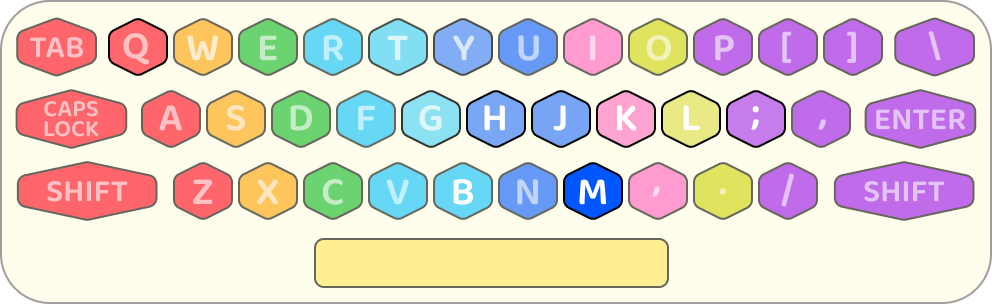 TAB Q W E R T Y U I O P [ ] \
CAPS LOCK A S D F G H J K L ; , ENTER
SHIFT Z X C V B N M , . / SHIFT